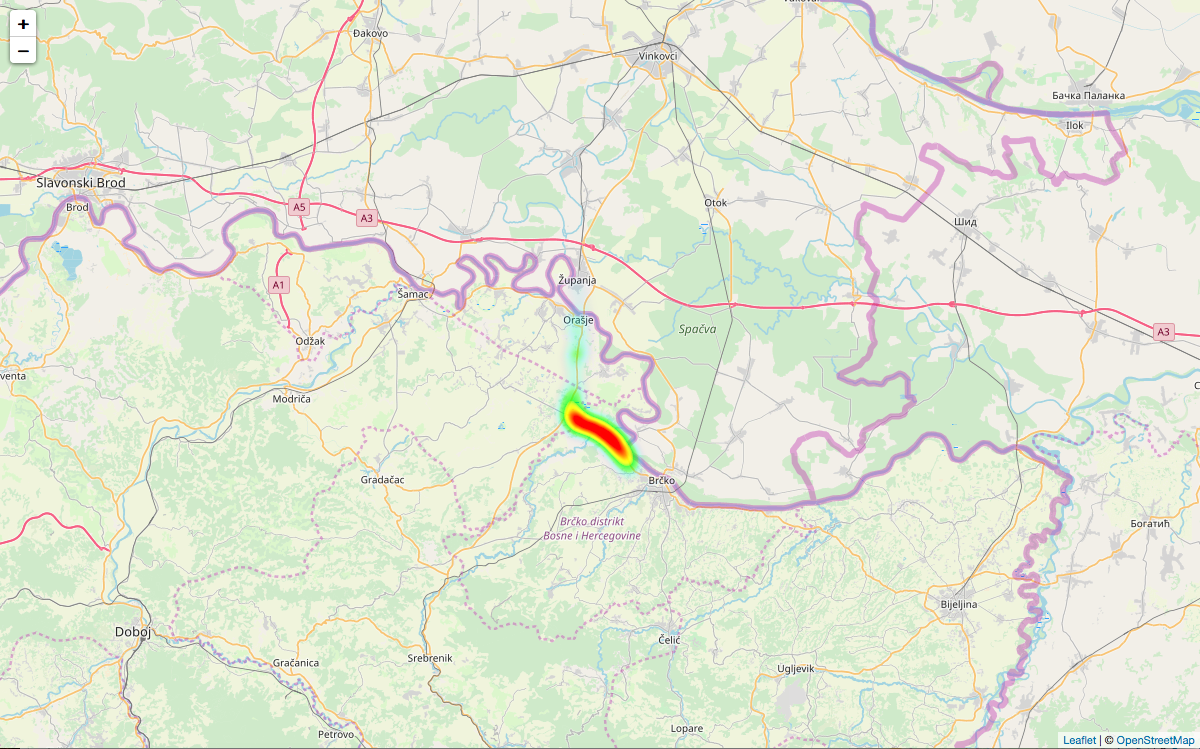 +
−
Đakovo
Vinkovci
Бачка Паланка
Ilok
Slavonski Brod
Brod
A5
A3
Otok
Шид
A1
Županja
Šamac
Orašje
Spačva
A3
Odžak
Modriča
Gradačac
Brčko
Brčko distrikt
Bosne i Hercegovine
Богатић
Bijeljina
Doboj
Čelić
Gračanica
Srebrenik
Ugljevik
Petrovo
Lopare
Leaflet | © OpenStreetMap